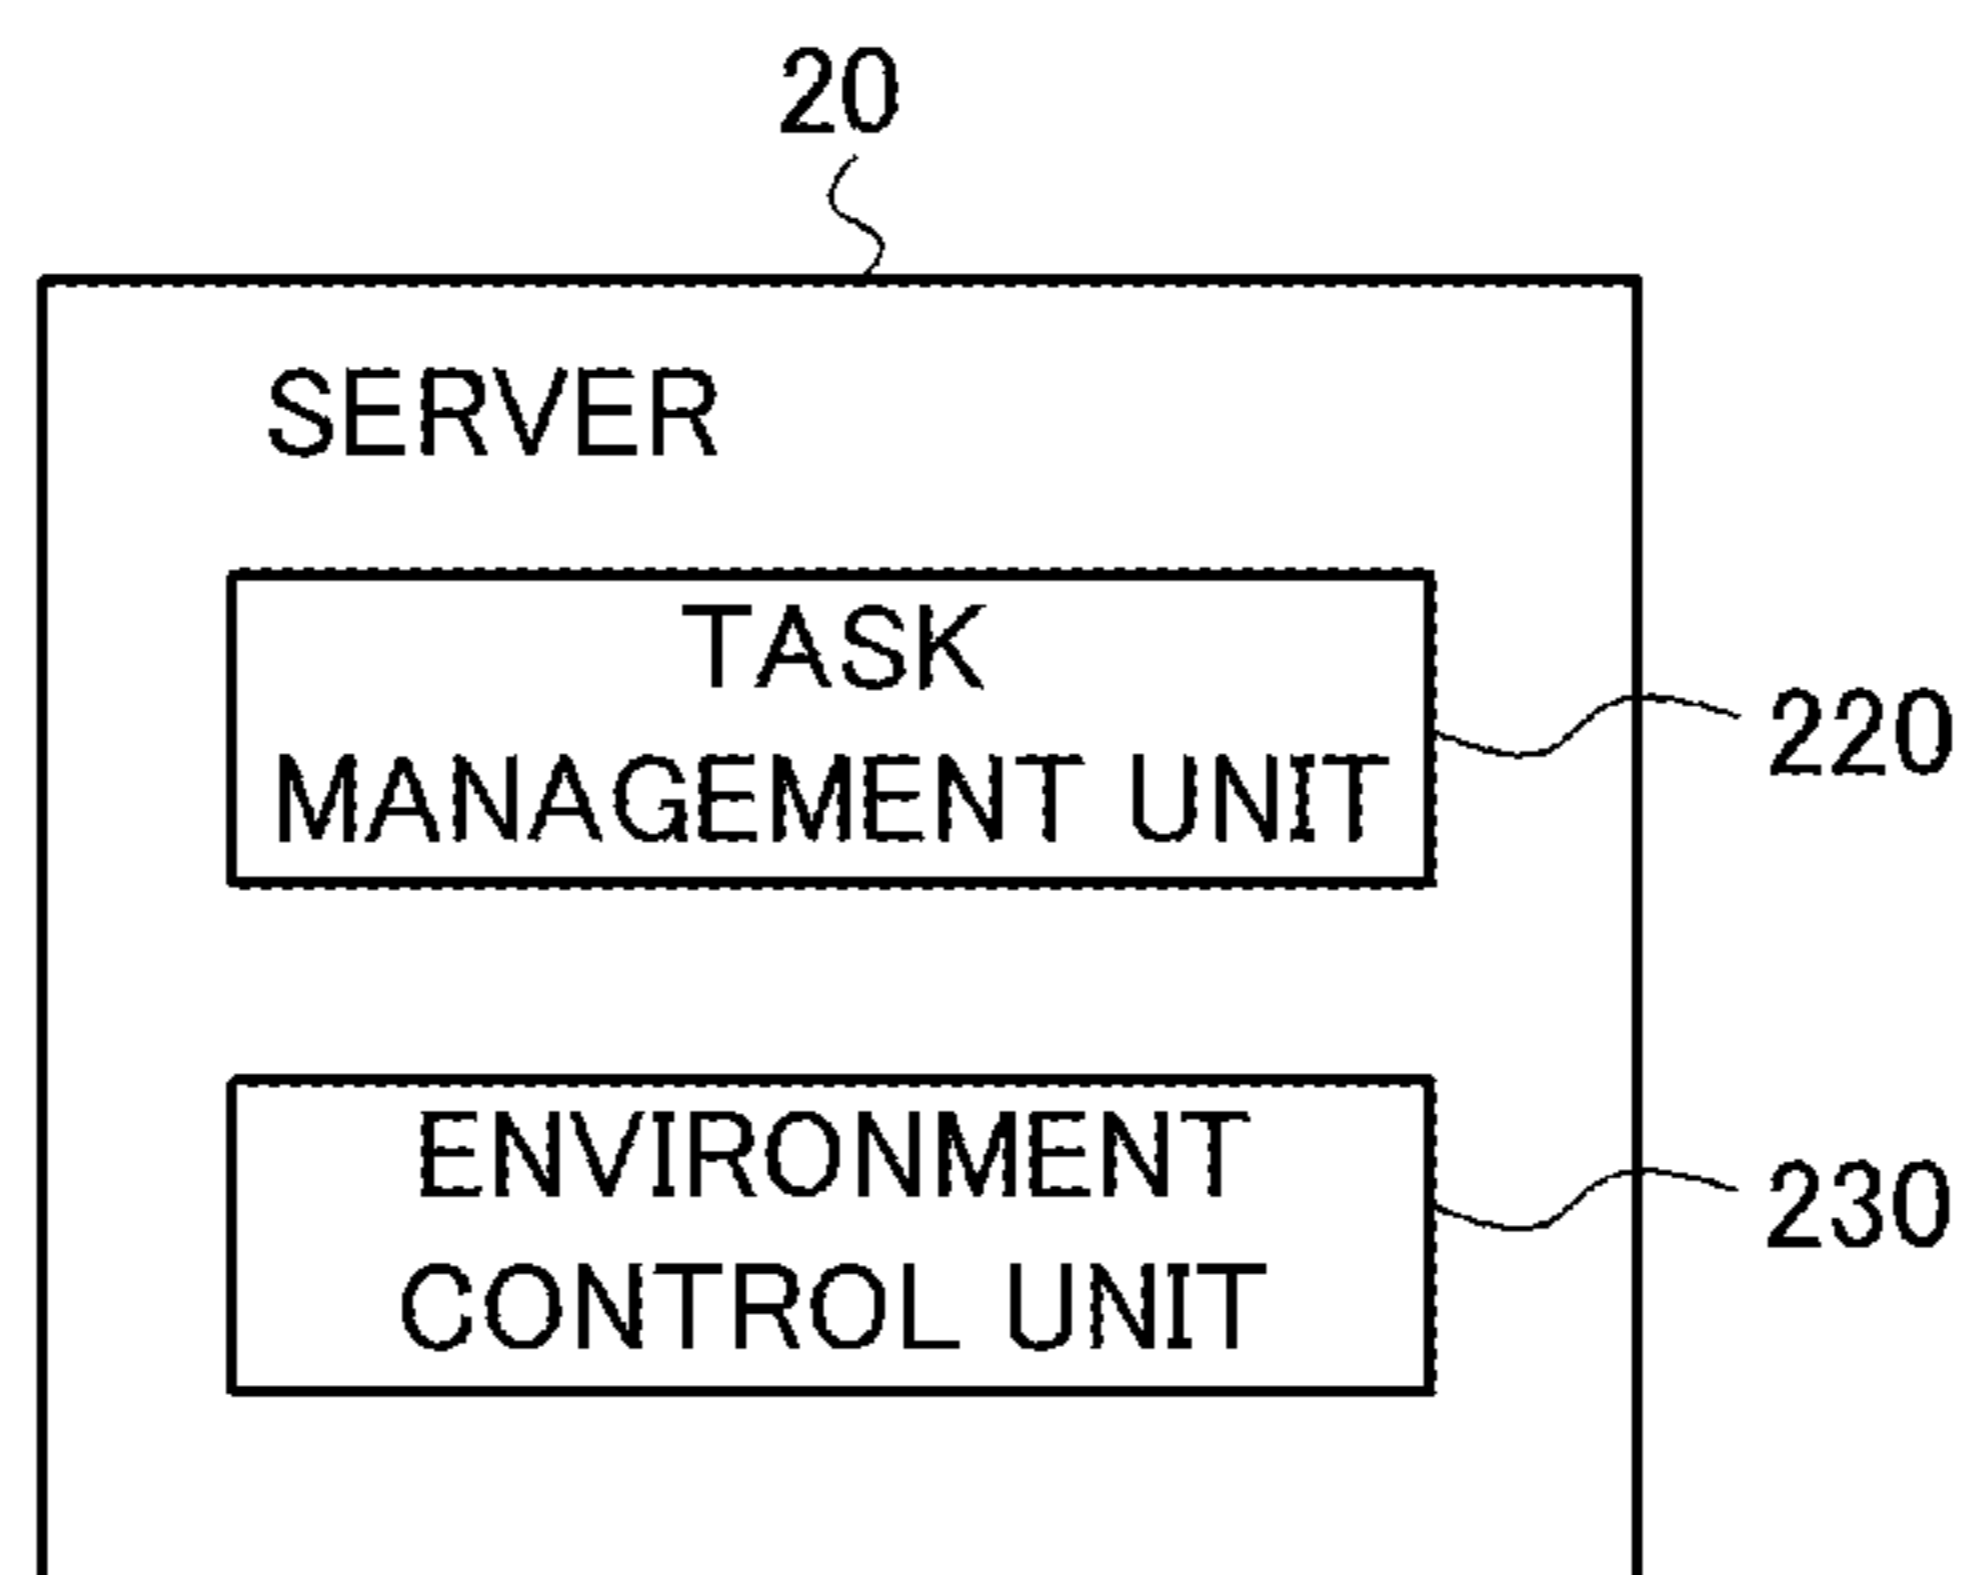 20
SERVER
TASK
MANAGEMENT UNIT
220
ENVIRONMENT
CONTROL UNIT
230